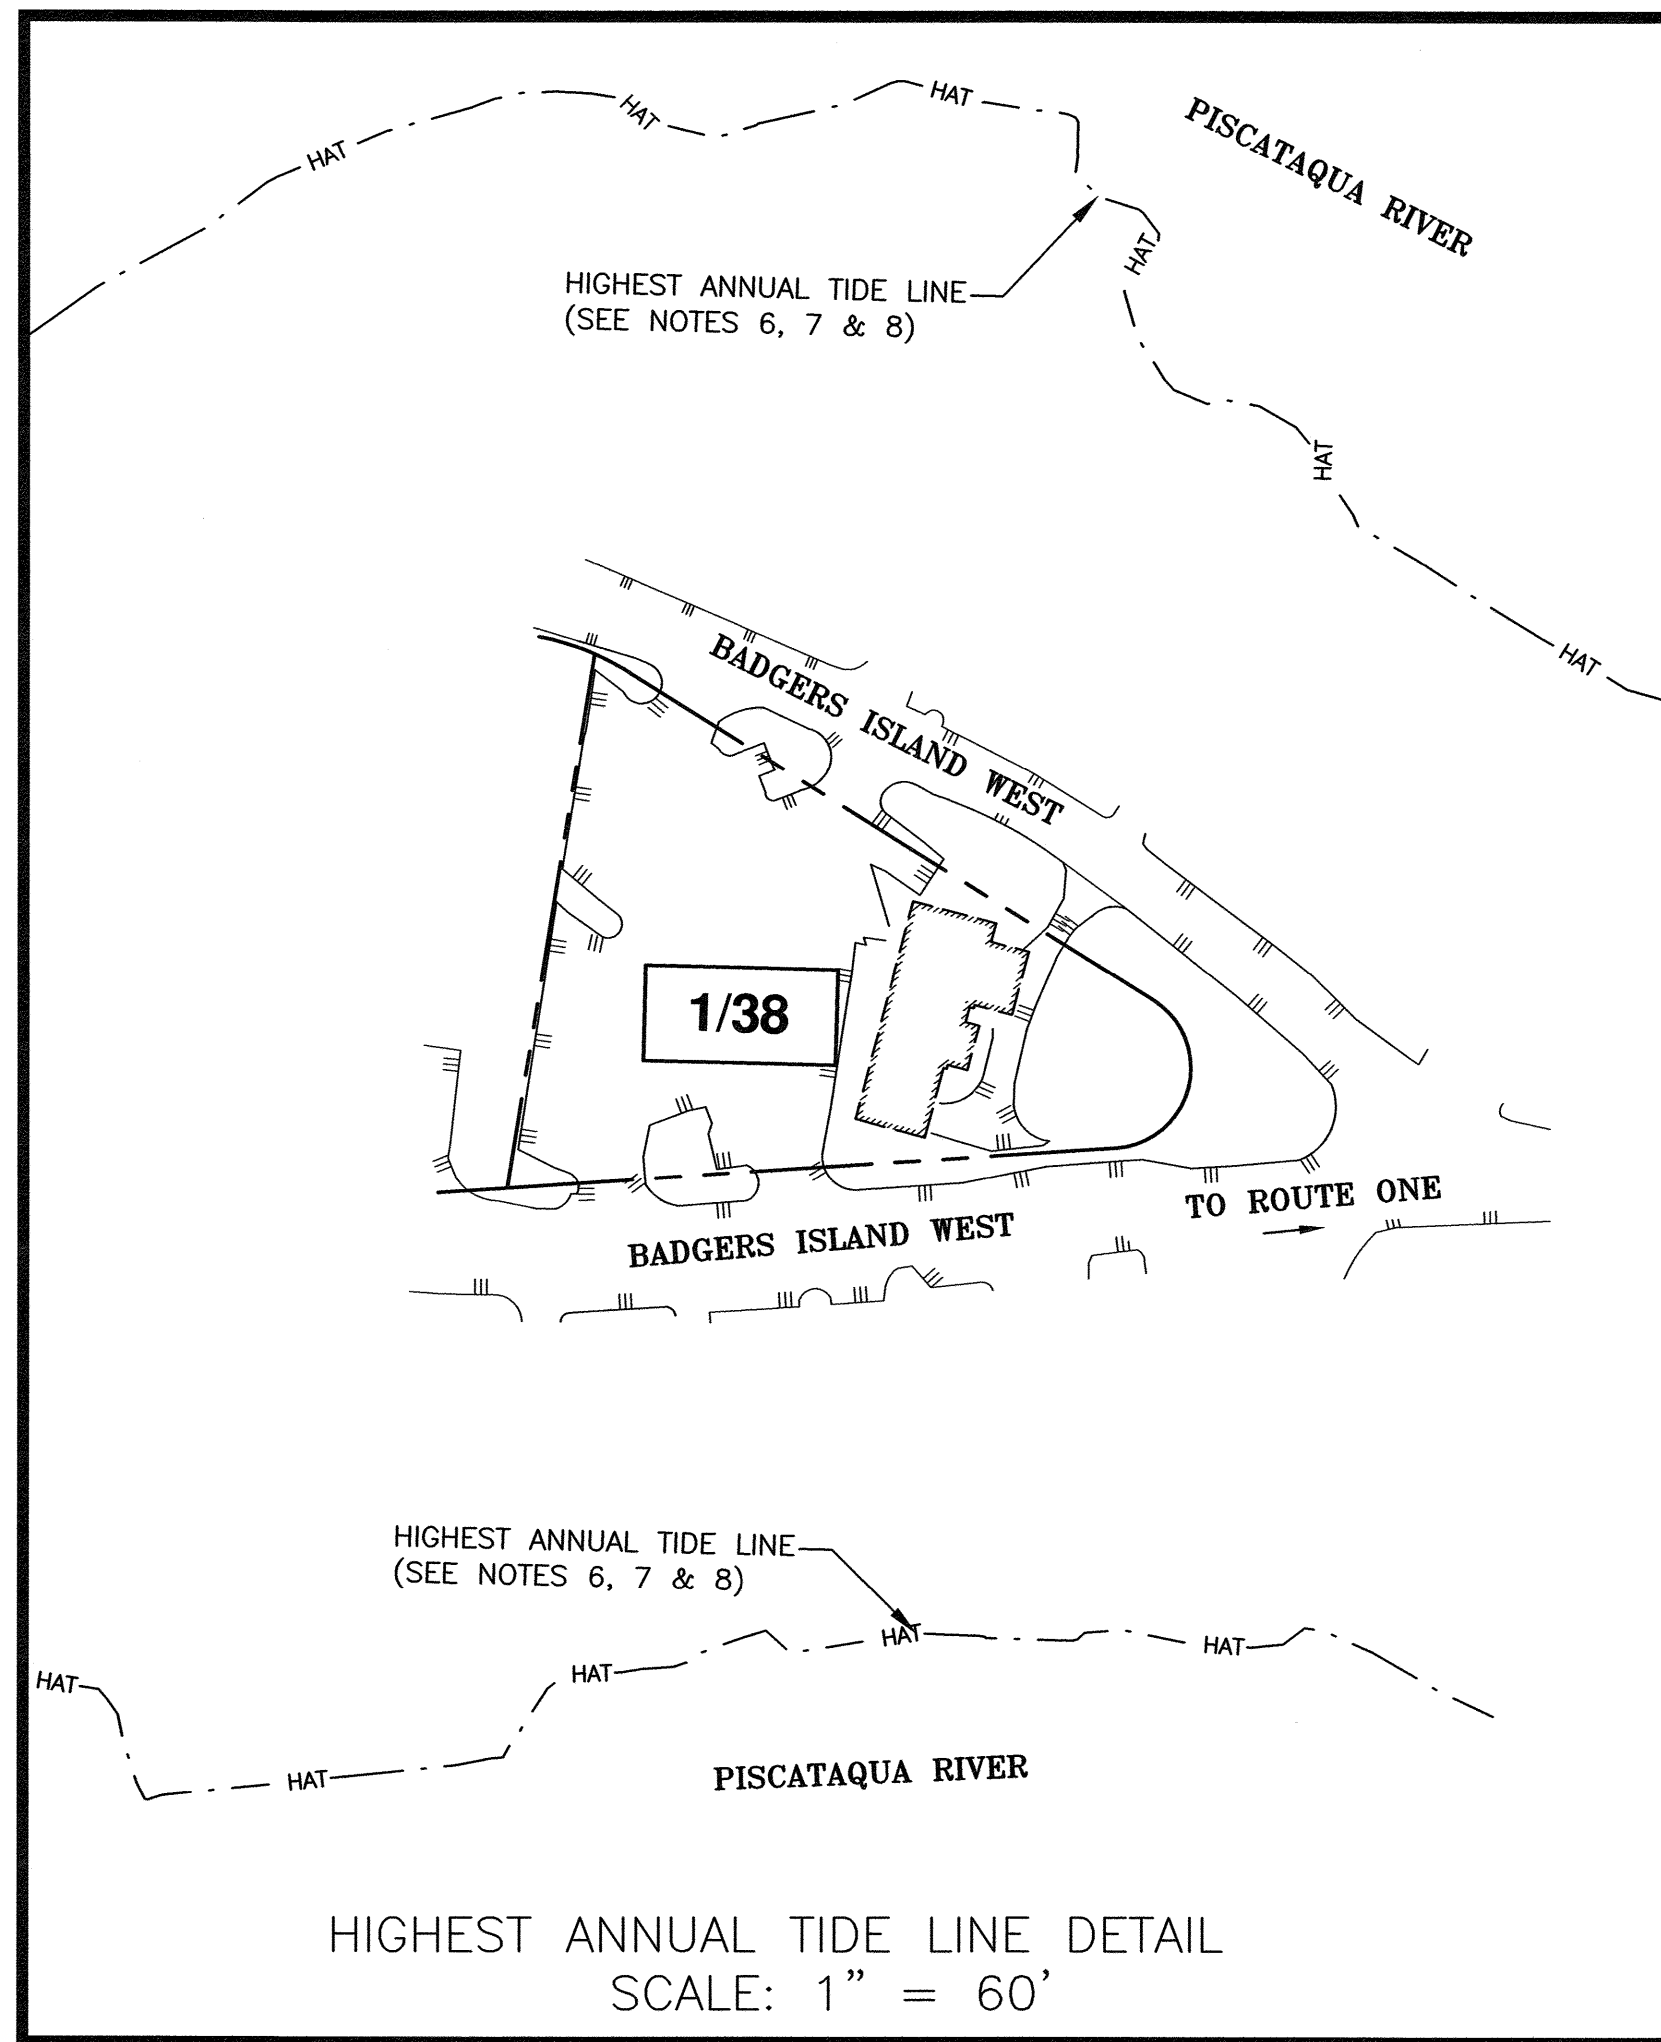 HAT
HAT
HAT
PISCATAQUA RIVER
HAT
HIGHEST ANNUAL TIDE LINE
(SEE NOTES 6, 7 & 8)
HAT
HAT
BADGERS ISLAND WEST
1/38
TO ROUTE ONE
BADGERS ISLAND WEST
HIGHEST ANNUAL TIDE LINE
(SEE NOTES 6, 7 & 8)
HAT
HAT
HAT
HAT
HAT
PISCATAQUA RIVER
HIGHEST ANNUAL TIDE LINE DETAIL
SCALE: 1" = 60'